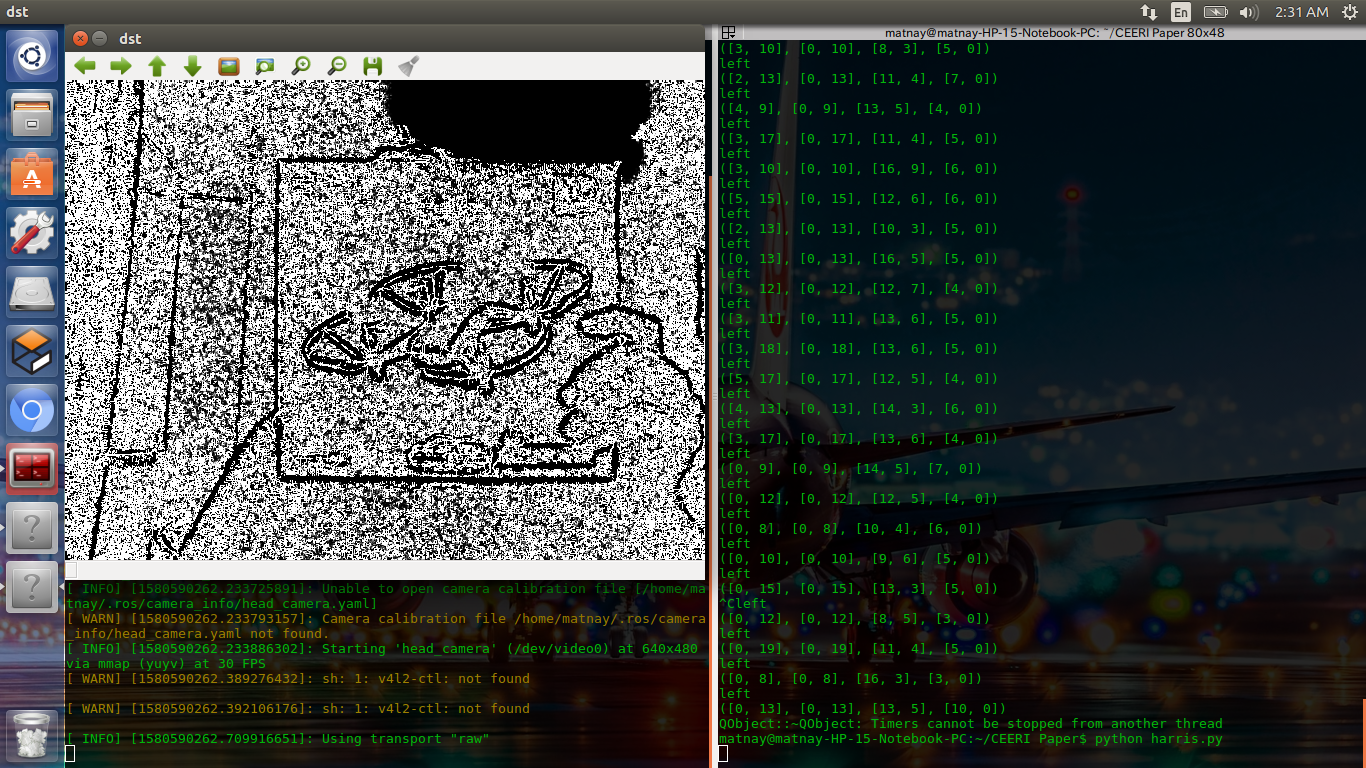 dst
En
2:31 AM
dst
[ INFO] [1580590262.233725891]: Unable to open camera calibration file [/home/ma
tnay/.ros/camera_info/head_camera.yaml]
[ WARN] [1580590262.233793157]: Camera calibration file /home/matnay/.ros/camera
_info/head_camera.yaml not found.
[ INFO] [1580590262.233886302]: Starting 'head_camera' (/dev/video0) at 640x480
via mmap (yuyv) at 30 FPS
[ WARN] [1580590262.389276432]: sh: 1: v4l2-ctl: not found
[ WARN] [1580590262.392106176]: sh: 1: v4l2-ctl: not found
[ INFO] [1580590262.709916651]: Using transport "raw"
matnay@matnay-HP-15-Notebook-PC: ~/CEERI Paper 80x48
([3, 10], [0, 10], [8, 3], [5, 0])
left
([2, 13], [0, 13], [11, 4], [7, 0])
left
([4, 9], [0, 9], [13, 5], [4, 0])
left
([3, 17], [0, 17], [11, 4], [5, 0])
left
([3, 10], [0, 10], [16, 9], [6, 0])
left
([5, 15], [0, 15], [12, 6], [6, 0])
left
([2, 13], [0, 13], [10, 3], [5, 0])
left
([0, 13], [0, 13], [16, 5], [5, 0])
left
([3, 12], [0, 12], [12, 7], [4, 0])
left
([3, 11], [0, 11], [13, 6], [5, 0])
left
([3, 18], [0, 18], [13, 6], [5, 0])
left
([5, 17], [0, 17], [12, 5], [4, 0])
left
([4, 13], [0, 13], [14, 3], [6, 0])
left
([3, 17], [0, 17], [13, 6], [4, 0])
left
([0, 9], [0, 9], [14, 5], [7, 0])
left
([0, 12], [0, 12], [12, 5], [4, 0])
left
([0, 8], [0, 8], [10, 4], [6, 0])
left
([0, 10], [0, 10], [9, 6], [5, 0])
left
([0, 15], [0, 15], [13, 3], [5, 0])
^Cleft
([0, 12], [0, 12], [8, 5], [3, 0])
left
([0, 19], [0, 19], [11, 4], [5, 0])
left
([0, 8], [0, 8], [16, 3], [3, 0])
left
([0, 13], [0, 13], [13, 5], [10, 0])
QObject::~QObject: Timers cannot be stopped from another thread
matnay@matnay-HP-15-Notebook-PC:~/CEERI Paper$ python harris.py